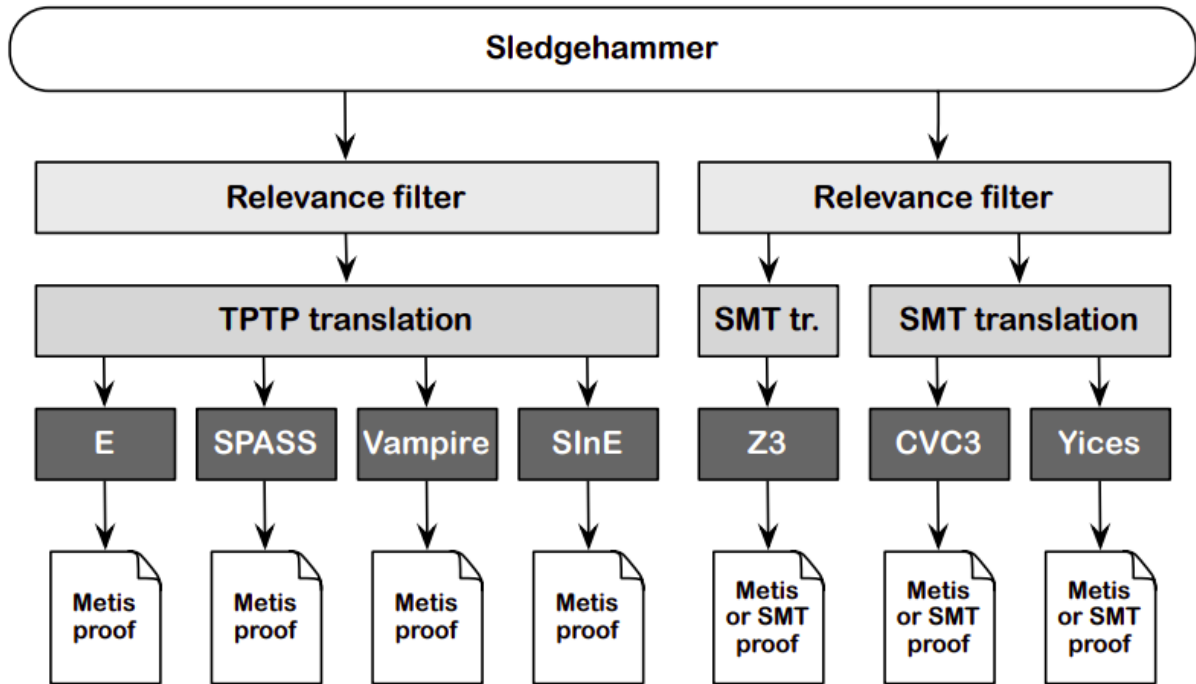 Sledgehammer
Relevance filter
Relevance filter
TPTP translation
SMT tr.
SMT translation
E
SPASS
Vampire
SInE
Z3
CVC3
Yices
Metis
proof
Metis
proof
Metis
proof
Metis
proof
Metis
or SMT
proof
Metis
or SMT
proof
Metis
or SMT
proof